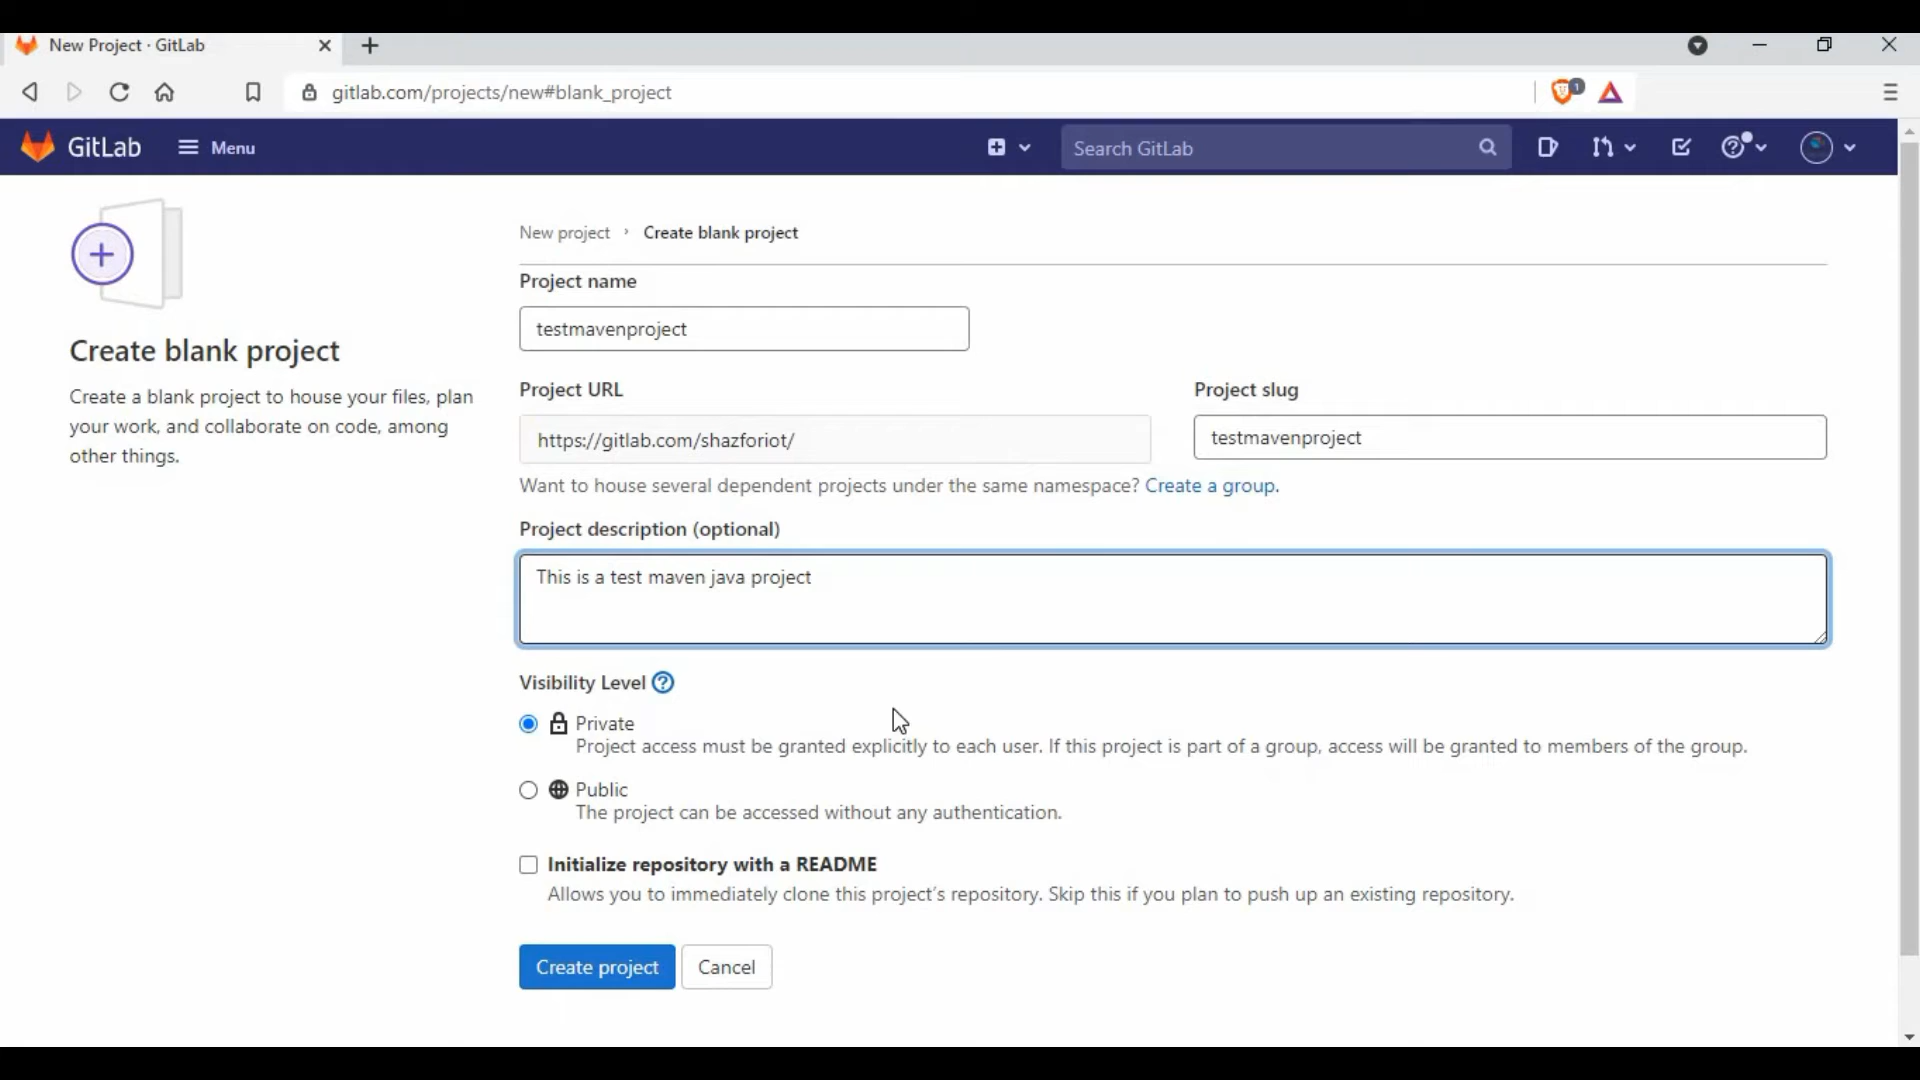 New Project · GitLab
gitlab.com/projects/new#blank_project
1
GitLab
Menu
Search GitLab
New project › Create blank project
Create blank project
Create a blank project to house your files, plan
your work, and collaborate on code, among
other things.
Project name
testmavenproject
Project URL
Project slug
https://gitlab.com/shazforiot/
testmavenproject
Want to house several dependent projects under the same namespace? Create a group.
Project description (optional)
This is a test maven java project
Visibility Level
Private
Project access must be granted explicitly to each user. If this project is part of a group, access will be granted to members of the group.
Public
The project can be accessed without any authentication.
Initialize repository with a README
Allows you to immediately clone this project's repository. Skip this if you plan to push up an existing repository.
Create project
Cancel